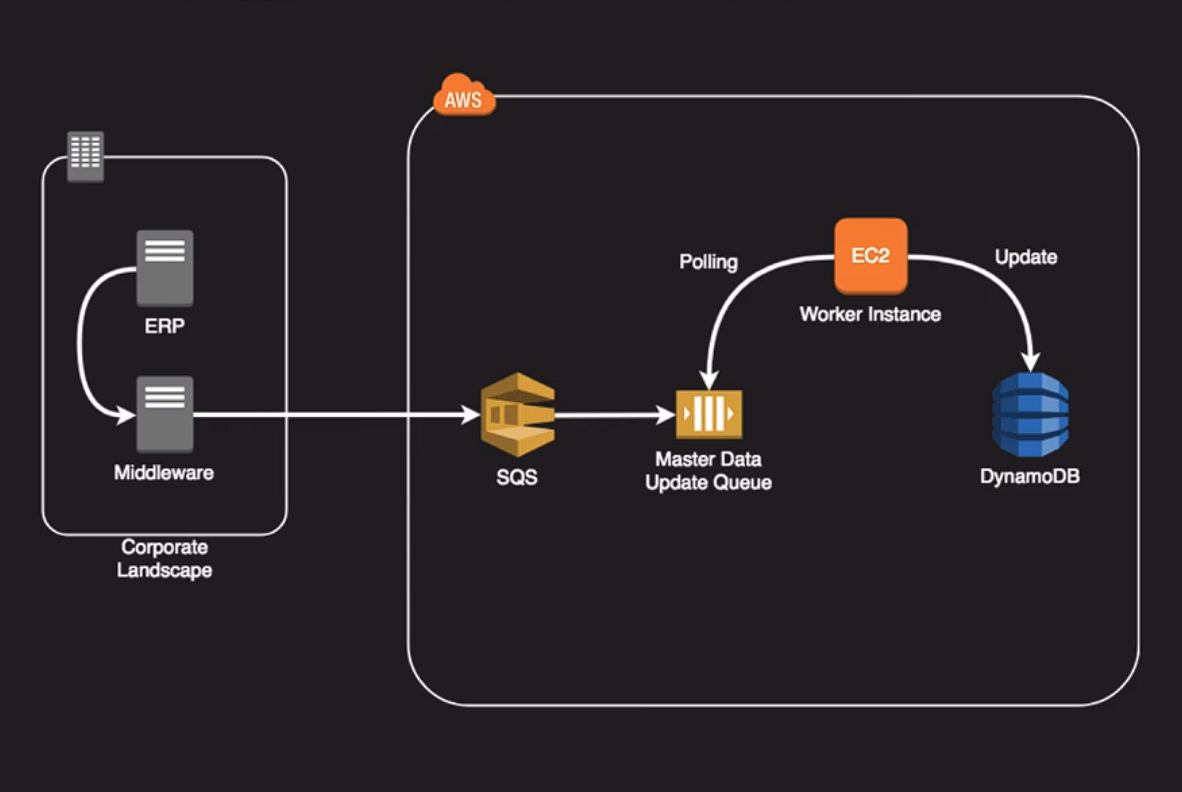 AWS
ERP
Middleware
Corporate
Landscape
SQS
Master Data
Update Queue
Polling
EC2
Worker Instance
Update
DynamoDB